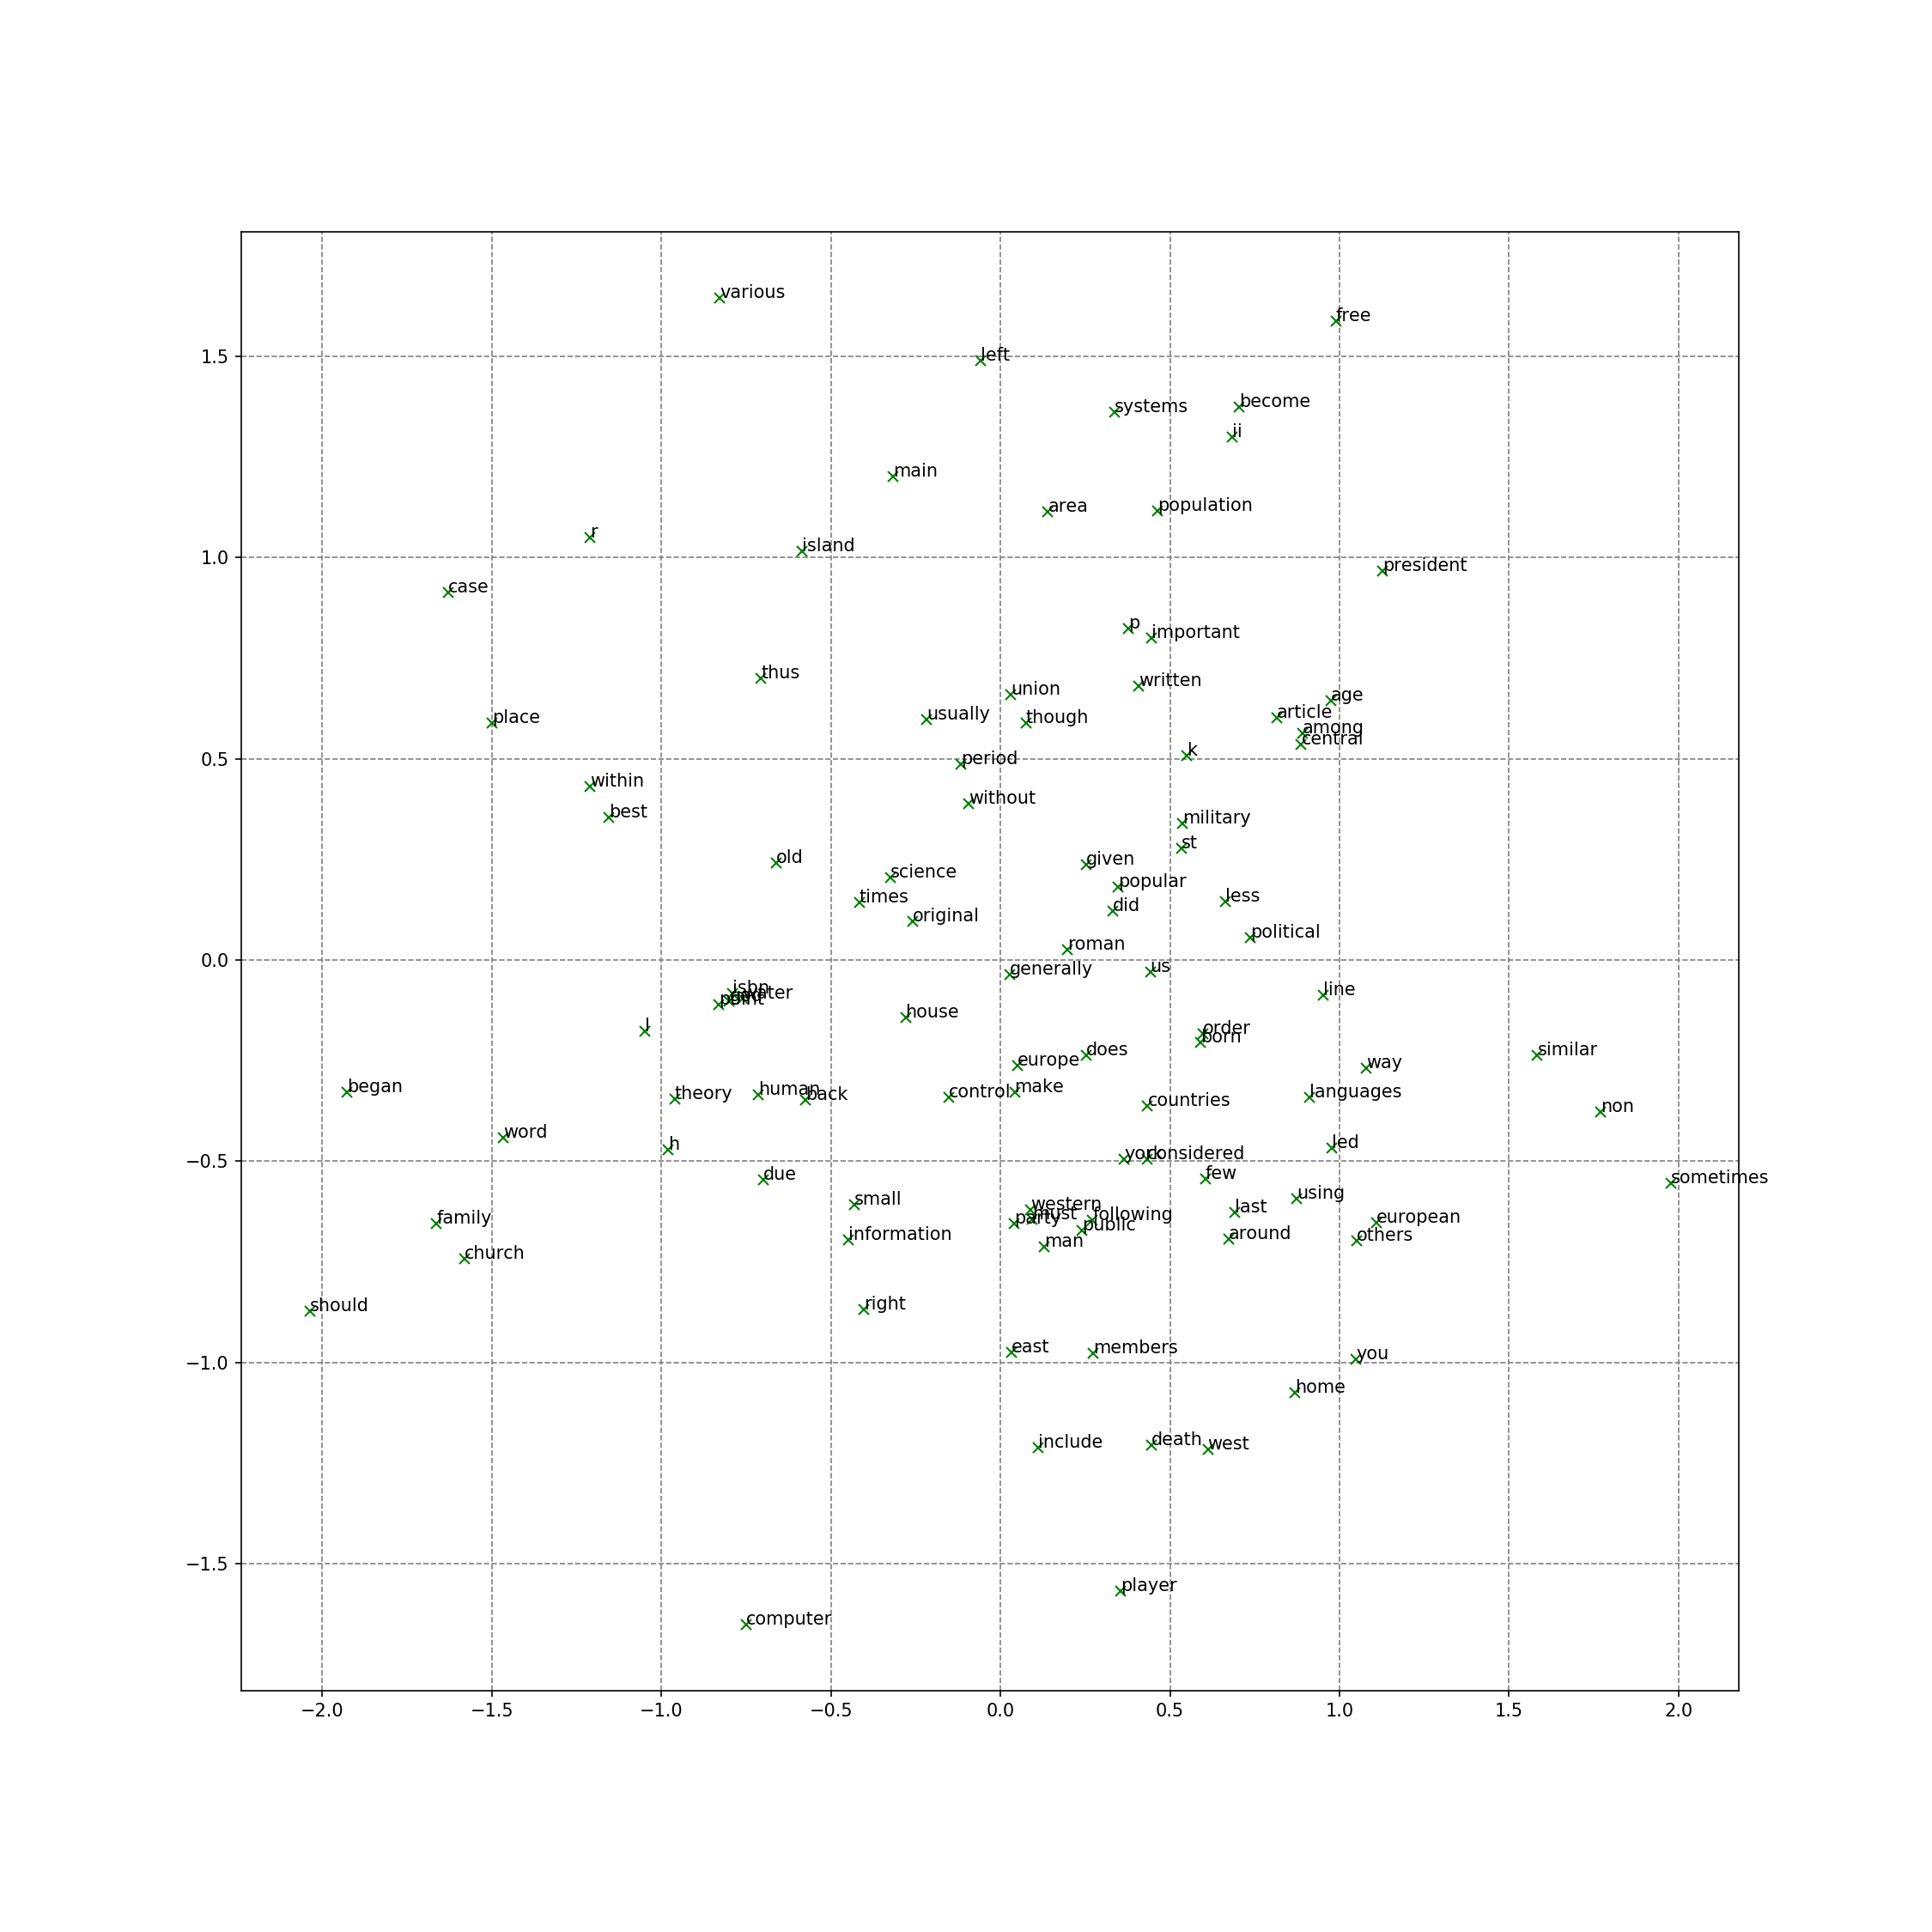 various
free
left
1.5
systems
become
ii
main
area
population
r
island
1.0
president
case
p
important
thus
written
union
age
usually
though
article
place
among
central
k
0.5
period
within
without
best
military
st
old
given
science
popular
times
less
did
original
political
roman
0.0
generally
us
isbn
line
water
point
house
l
order
born
does
similar
europe
way
began
human
make
control
theory
back
languages
countries
non
word
led
h
−0.5
york
considered
few
due
sometimes
using
small
western
last
must
following
family
party
european
public
information
around
others
man
church
right
should
east
members
−1.0
you
home
include
death
west
−1.5
player
computer
−2.0 −1.5 −1.0 −0.5 0.0 0.5 1.0 1.5 2.0